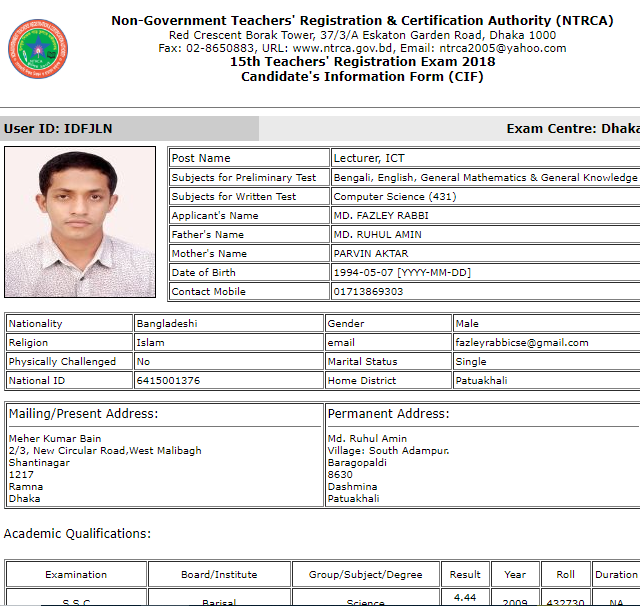 Non-Government Teachers' Registration & Certification Authority (NTRCA)
Red Crescent Borak Tower, 37/3/A Eskaton Garden Road, Dhaka 1000
Fax: 02-8650883, URL: www.ntrca.gov.bd, Email: ntrca2005@yahoo.com
15th Teachers' Registration Exam 2018
Candidate's Information Form (CIF)
User ID: IDFJLN Exam Centre: Dhaka
Post Name Lecturer, ICT
Subjects for Preliminary Test Bengali, English, General Mathematics & General Knowledge
Subjects for Written Test Computer Science (431)
Applicant's Name MD. FAZLEY RABBI
Father's Name MD. RUHUL AMIN
Mother's Name PARVIN AKTAR
Date of Birth 1994-05-07 [YYYY-MM-DD]
Contact Mobile 01713869303
Nationality Bangladeshi Gender Male
Religion Islam email fazleyrabbicse@gmail.com
Physically Challenged No Marital Status Single
National ID 6415001376 Home District Patuakhali
Mailing/Present Address:
Meher Kumar Bain
2/3, New Circular Road,West Malibagh
Shantinagar
1217
Ramna
Dhaka
Permanent Address:
Md. Ruhul Amin
Village: South Adampur.
Baragopaldi
8630
Dashmina
Patuakhali
Academic Qualifications:
Examination Board/Institute Group/Subject/Degree Result Year Roll Duration
S.S.C Barisal Science 4.44 2009 432730 NA